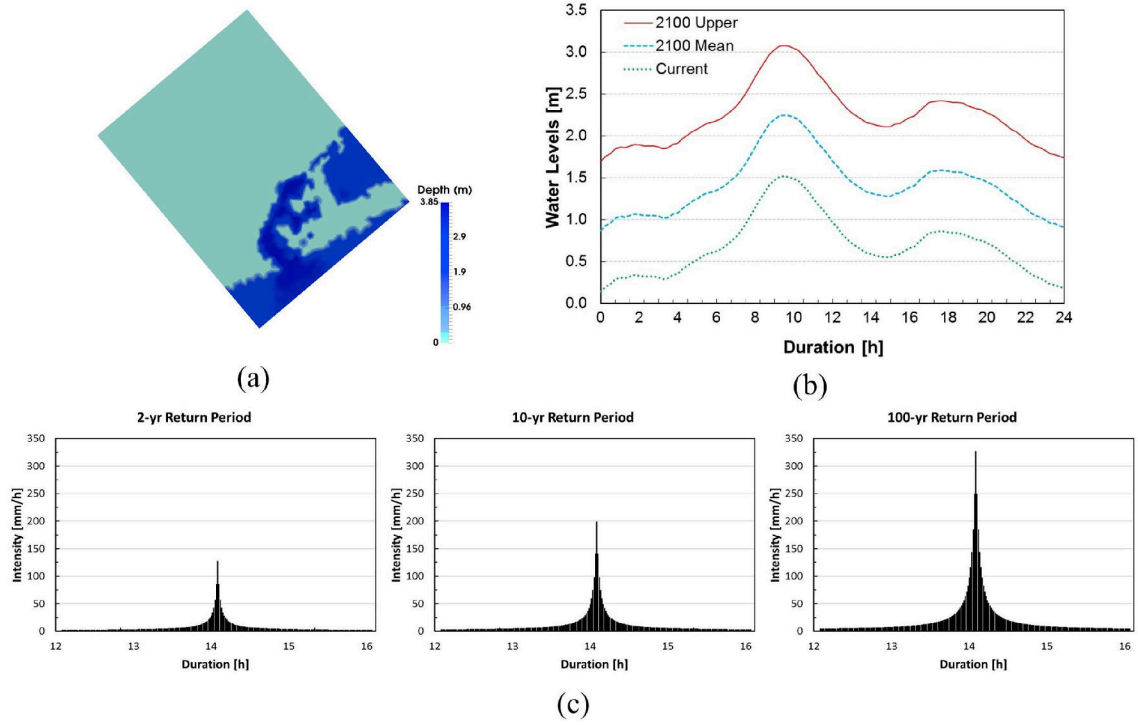 Depth (m)
3.85
2.9
1.9
0.96
0
(a)
3.5
3.0
2.5
2.0
1.5
1.0
0.5
0.0
Water Levels [m]
2100 Upper
2100 Mean
Current
0 2 4 6 8 10 12 14 16 18 20 22 24
Duration [h]
(b)
2-yr Return Period
350
300
250
200
150
100
50
0
Intensity [mm/h]
12 13 14 15 16
Duration [h]
10-yr Return Period
350
300
250
200
150
100
50
0
Intensity [mm/h]
12 13 14 15 16
Duration [h]
100-yr Return Period
350
300
250
200
150
100
50
0
Intensity [mm/h]
12 13 14 15 16
Duration [h]
(c)